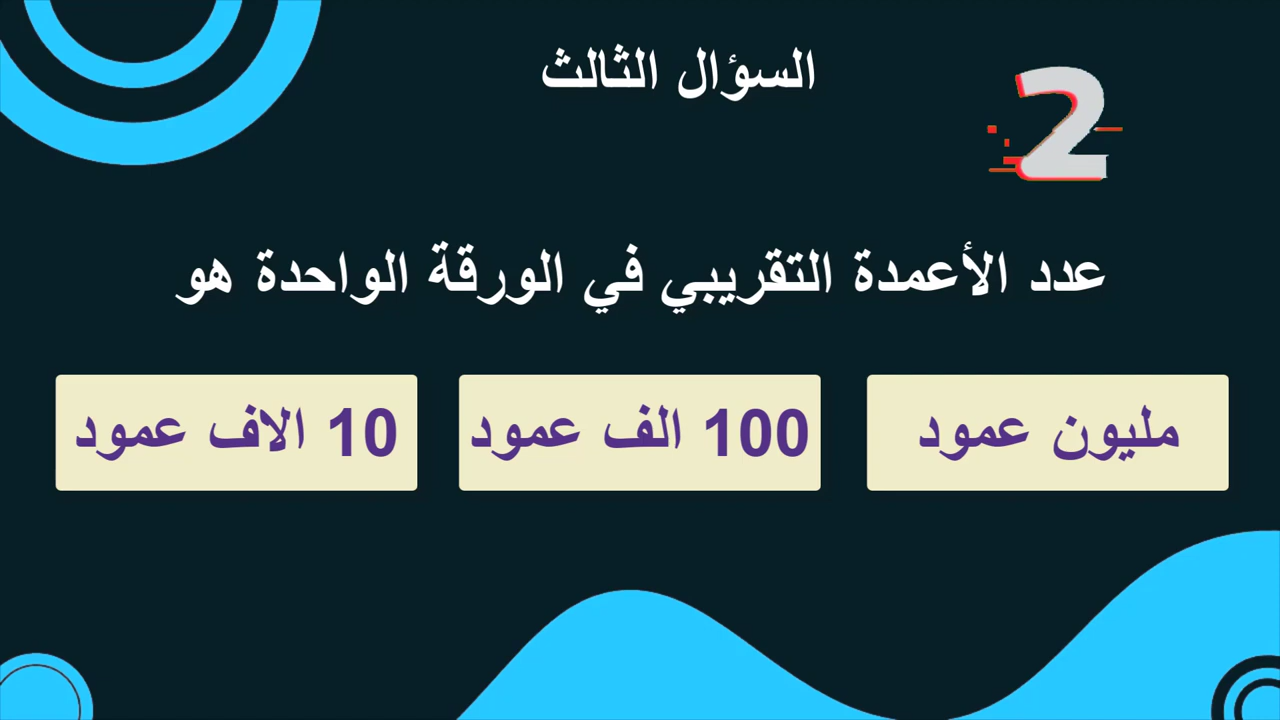 السؤال الثالث
2
عدد الأعمدة التقريبي في الورقة الواحدة هو
مليون عمود
100 الف عمود
10 الاف عمود